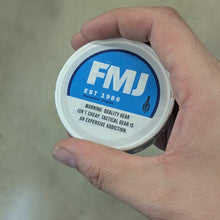 FMJ
EST 1988
WARNING: QUALITY GEAR
ISN'T CHEAP. TACTICAL GEAR IS
AN EXPENSIVE ADDICTION.